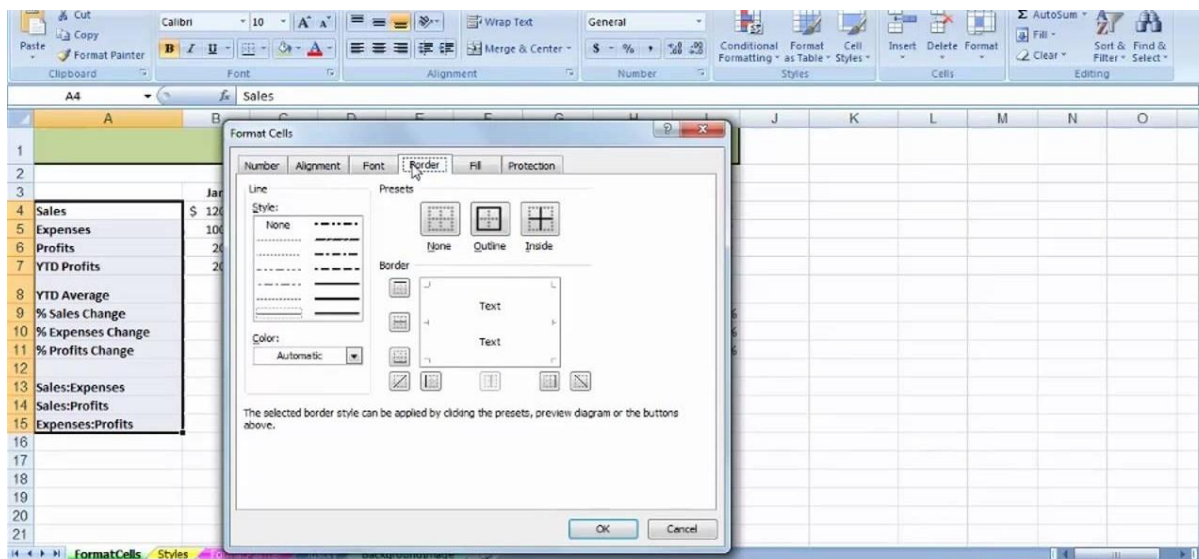 Cut
Copy
Paste
Format Painter
Clipboard
Calibri
10
B I U
Font
Wrap Text
Merge & Center
Alignment
General
$ % ,
Number
Conditional Formatting
Format as Table
Cell Styles
Styles
Insert
Delete
Format
Cells
Σ AutoSum
Fill
Clear
Sort & Filter
Find & Select
Editing
A4
fx
Sales
A B J K L M N O
1
2
3 Jan
4 Sales $
5 Expenses
6 Profits
7 YTD Profits
8 YTD Average
9 % Sales Change
10 % Expenses Change
11 % Profits Change
12
13 Sales:Expenses
14 Sales:Profits
15 Expenses:Profits
16
17
18
19
20
21
Format Cells
Number Alignment Font Border Fill Protection
Line
Style:
None
Color:
Automatic
Presets
None Outline Inside
Border
Text
Text
The selected border style can be applied by clicking the presets, preview diagram or the buttons
above.
OK Cancel
FormatCells Styles